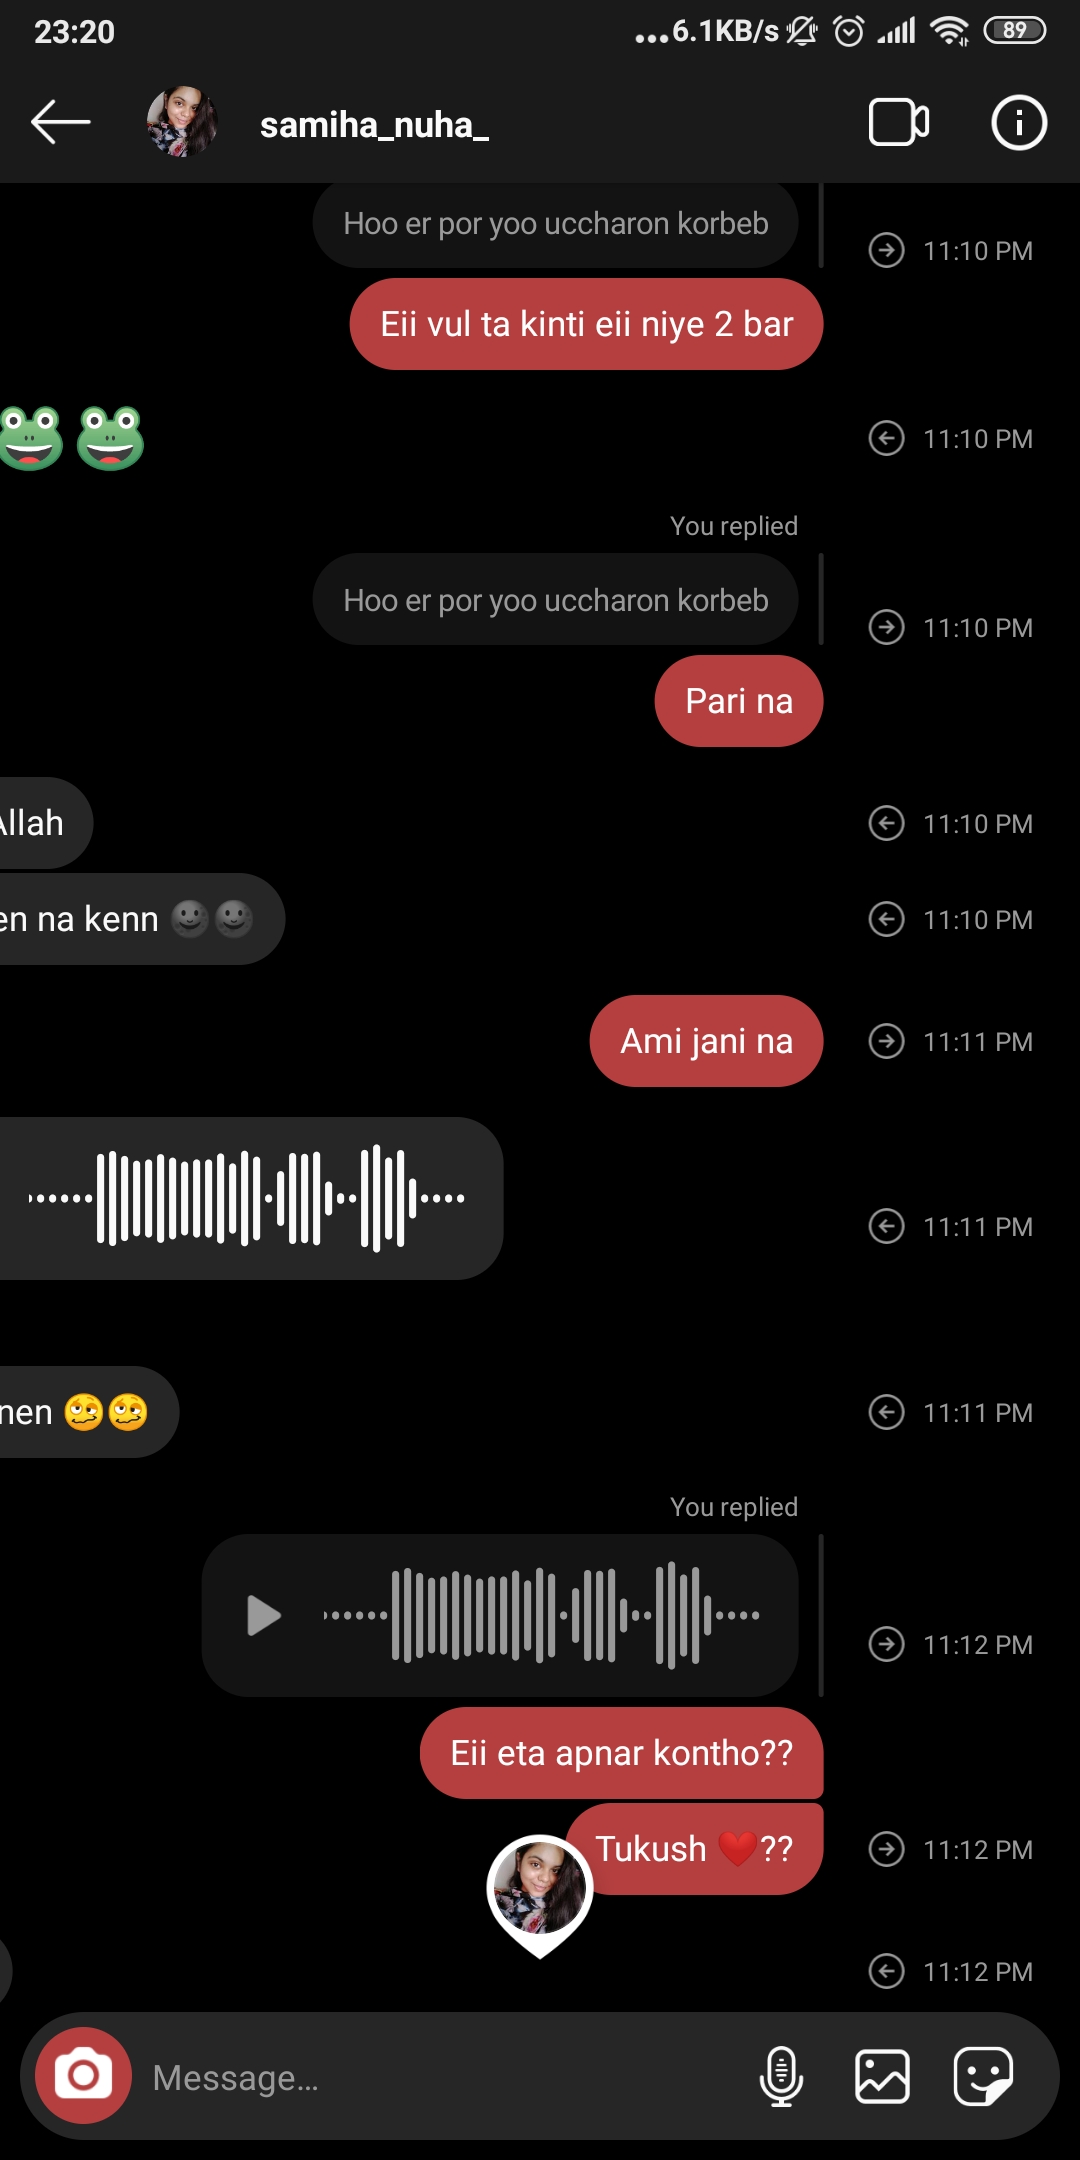 23:20 ...6.1KB/s 89
samiha_nuha_
Hoo er por yoo uccharon korbeb
11:10 PM
Eii vul ta kinti eii niye 2 bar
11:10 PM
You replied
Hoo er por yoo uccharon korbeb
11:10 PM
Pari na
Allah 11:10 PM
en na kenn 11:10 PM
Ami jani na 11:11 PM
11:11 PM
nen 11:11 PM
You replied
11:12 PM
Eii eta apnar kontho??
Tukush ❤️?? 11:12 PM
11:12 PM
Message...